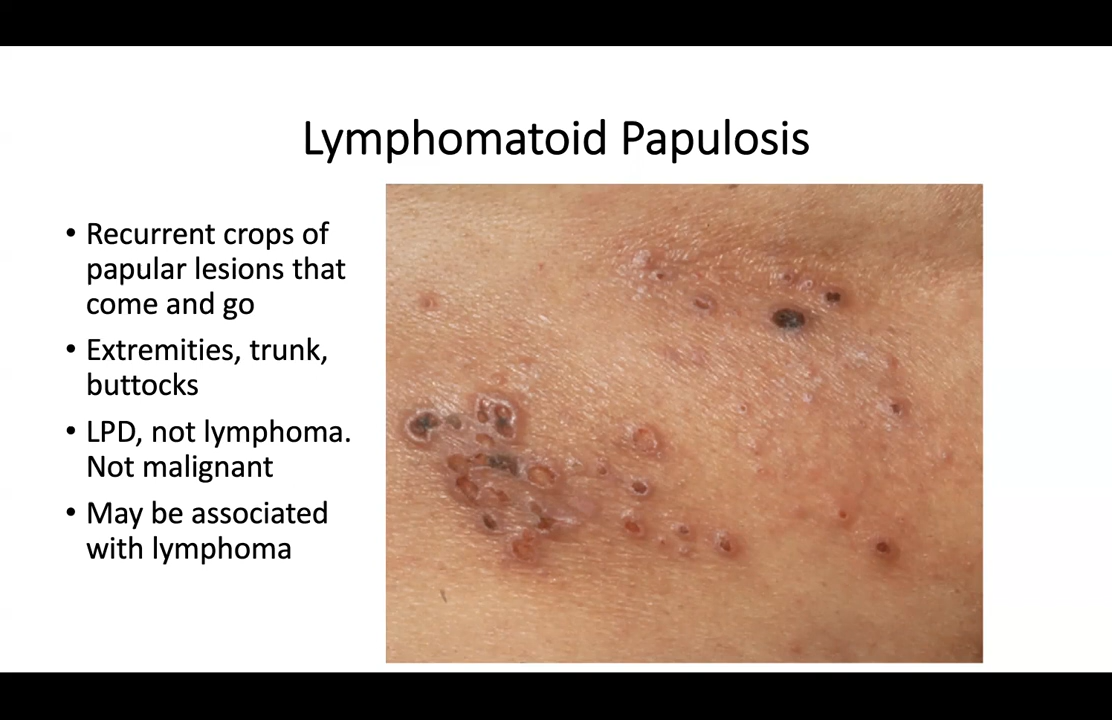 Lymphomatoid Papulosis
• Recurrent crops of
papular lesions that
come and go
• Extremities, trunk,
buttocks
• LPD, not lymphoma.
Not malignant
• May be associated
with lymphoma